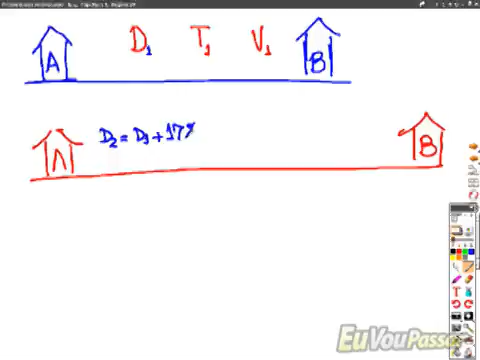 A D₁ T₁ V₁ B
D₂ = D₁ + 17%
A B
EuVouPassar